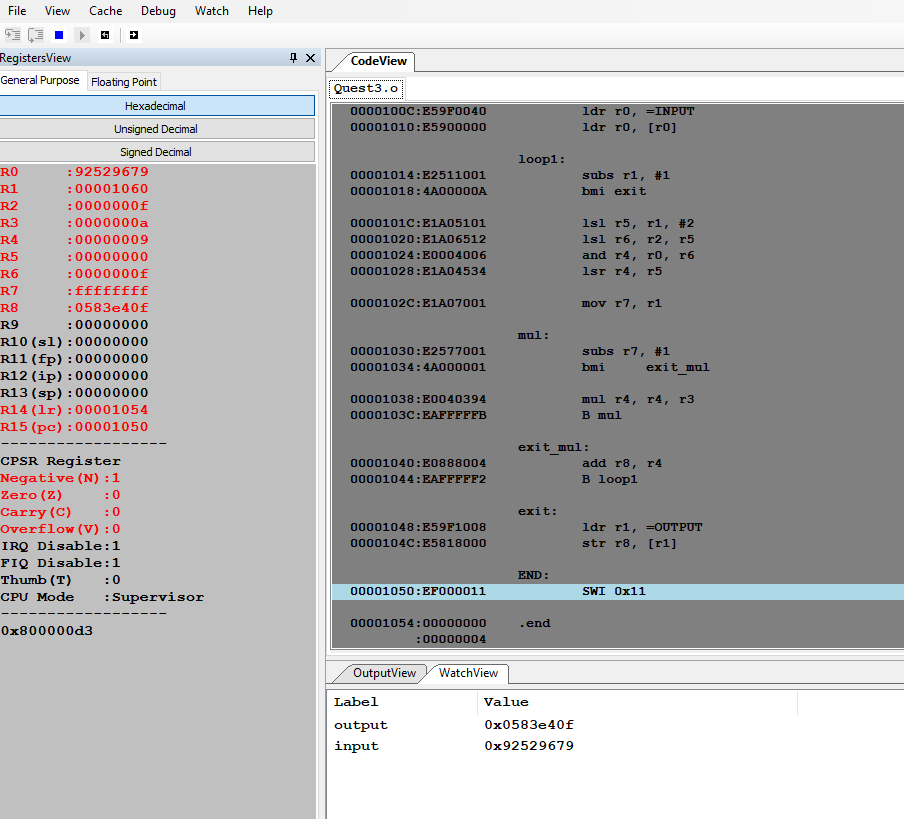 File View Cache Debug Watch Help
RegistersView
General Purpose Floating Point
Hexadecimal
Unsigned Decimal
Signed Decimal
R0 :92529679
R1 :00001060
R2 :0000000f
R3 :0000000a
R4 :00000009
R5 :00000000
R6 :0000000f
R7 :ffffffff
R8 :0583e40f
R9 :00000000
R10(sl):00000000
R11(fp):00000000
R12(ip):00000000
R13(sp):00000000
R14(lr):00001054
R15(pc):00001050
------------------
CPSR Register
Negative(N):1
Zero(Z) :0
Carry(C) :0
Overflow(V):0
IRQ Disable:1
FIQ Disable:1
Thumb(T) :0
CPU Mode :Supervisor
------------------
0x800000d3
CodeView
Quest3.o
0000100C:E59F0040 ldr r0, =INPUT
00001010:E5900000 ldr r0, [r0]
loop1:
00001014:E2511001 subs r1, #1
00001018:4A00000A bmi exit
0000101C:E1A05101 lsl r5, r1, #2
00001020:E1A06512 lsl r6, r2, r5
00001024:E0004006 and r4, r0, r6
00001028:E1A04534 lsr r4, r5
0000102C:E1A07001 mov r7, r1
mul:
00001030:E2577001 subs r7, #1
00001034:4A000001 bmi exit_mul
00001038:E0040394 mul r4, r4, r3
0000103C:EAFFFFFB B mul
exit_mul:
00001040:E0888004 add r8, r4
00001044:EAFFFFF2 B loop1
exit:
00001048:E59F1008 ldr r1, =OUTPUT
0000104C:E5818000 str r8, [r1]
END:
00001050:EF000011 SWI 0x11
00001054:00000000 .end
:00000004
OutputView WatchView
Label Value
output 0x0583e40f
input 0x92529679